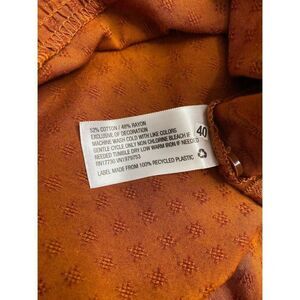 52% COTTON / 48% RAYON
EXCLUSIVE OF DECORATION
MACHINE WASH COLD WITH LIKE COLORS
GENTLE CYCLE ONLY NON CHLORINE BLEACH IF
NEEDED TUMBLE DRY LOW WARM IRON IF NEEDED
LABEL MADE FROM 100% RECYCLED PLASTIC
40